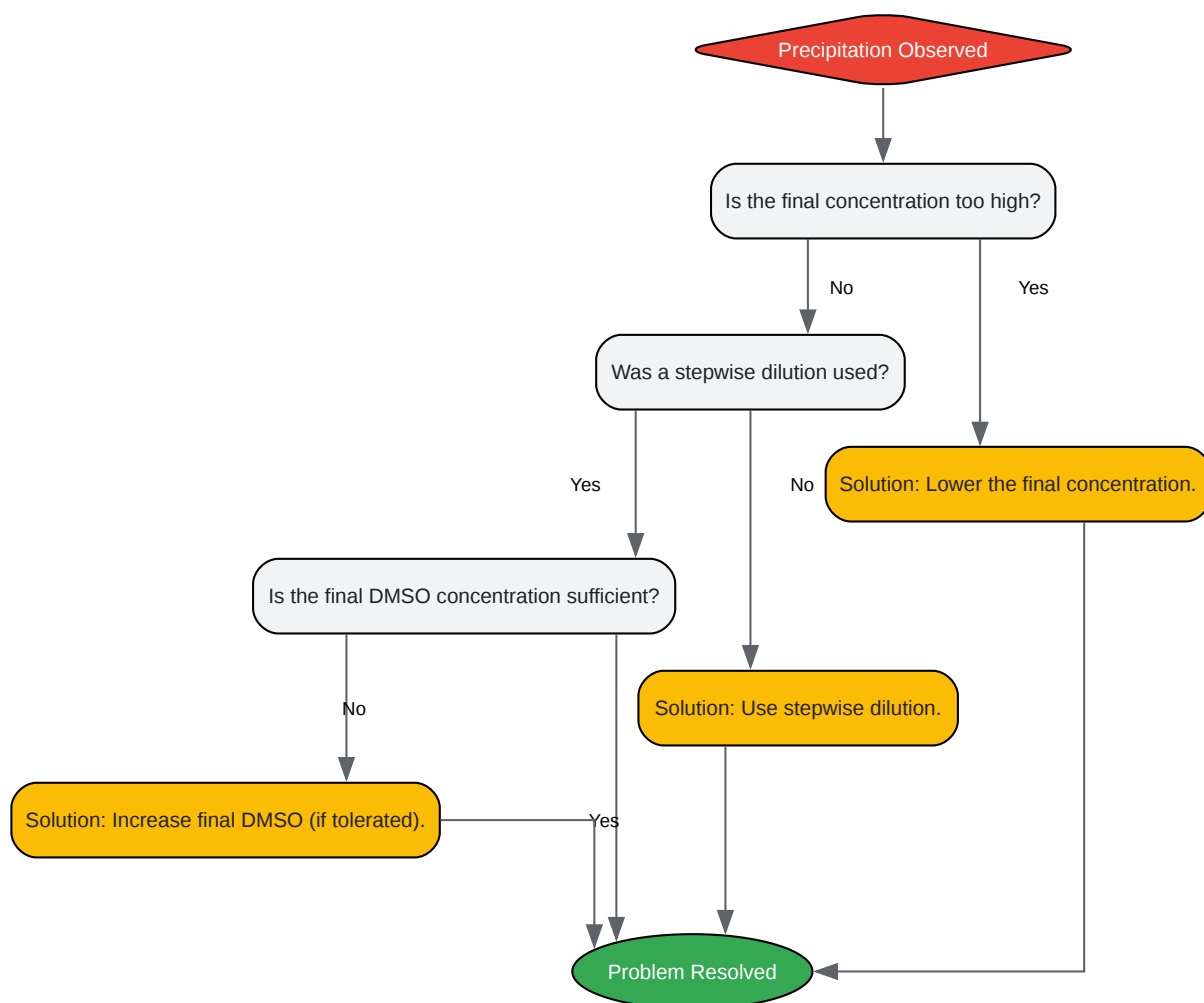 Precipitation Observed
Is the final concentration too high?
No
Yes
Was a stepwise dilution used?
Yes
No
Solution: Lower the final concentration.
Is the final DMSO concentration sufficient?
No
Solution: Use stepwise dilution.
Solution: Increase final DMSO (if tolerated).
Yes
Problem Resolved